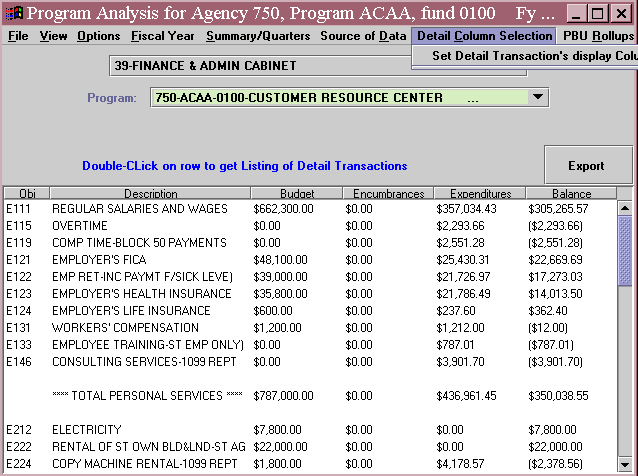 Program Analysis for Agency 750, Program ACAA, fund 0100 Fy ...
File View Options Fiscal Year Summary/Quarters Source of Data Detail Column Selection PBU Rollups
Set Detail Transaction's display Colu
39-FINANCE & ADMIN CABINET
Program: 750-ACAA-0100-CUSTOMER RESOURCE CENTER ...
Double-CLick on row to get Listing of Detail Transactions
Export
Obj Description Budget Encumbrances Expenditures Balance
E111 REGULAR SALARIES AND WAGES $662,300.00 $0.00 $357,034.43 $305,265.57
E115 OVERTIME $0.00 $0.00 $2,293.66 ($2,293.66)
E119 COMP TIME-BLOCK 50 PAYMENTS $0.00 $0.00 $2,551.28 ($2,551.28)
E121 EMPLOYER'S FICA $48,100.00 $0.00 $25,430.31 $22,669.69
E122 EMP RET-INC PAYMT F/SICK LEVE) $39,000.00 $0.00 $21,726.97 $17,273.03
E123 EMPLOYER'S HEALTH INSURANCE $35,800.00 $0.00 $21,786.49 $14,013.50
E124 EMPLOYER'S LIFE INSURANCE $600.00 $0.00 $237.60 $362.40
E131 WORKERS' COMPENSATION $1,200.00 $0.00 $1,212.00 ($12.00)
E133 EMPLOYEE TRAINING-ST EMP ONLY) $0.00 $0.00 $787.01 ($787.01)
E146 CONSULTING SERVICES-1099 REPT $0.00 $0.00 $3,901.70 ($3,901.70)
**** TOTAL PERSONAL SERVICES **** $787,000.00 $0.00 $436,961.45 $350,038.55
E212 ELECTRICITY $7,800.00 $0.00 $0.00 $7,800.00
E222 RENTAL OF ST OWN BLD&LND-ST AG $22,000.00 $0.00 $0.00 $22,000.00
E224 COPY MACHINE RENTAL-1099 REPT $1,800.00 $0.00 $4,178.57 ($2,378.56)